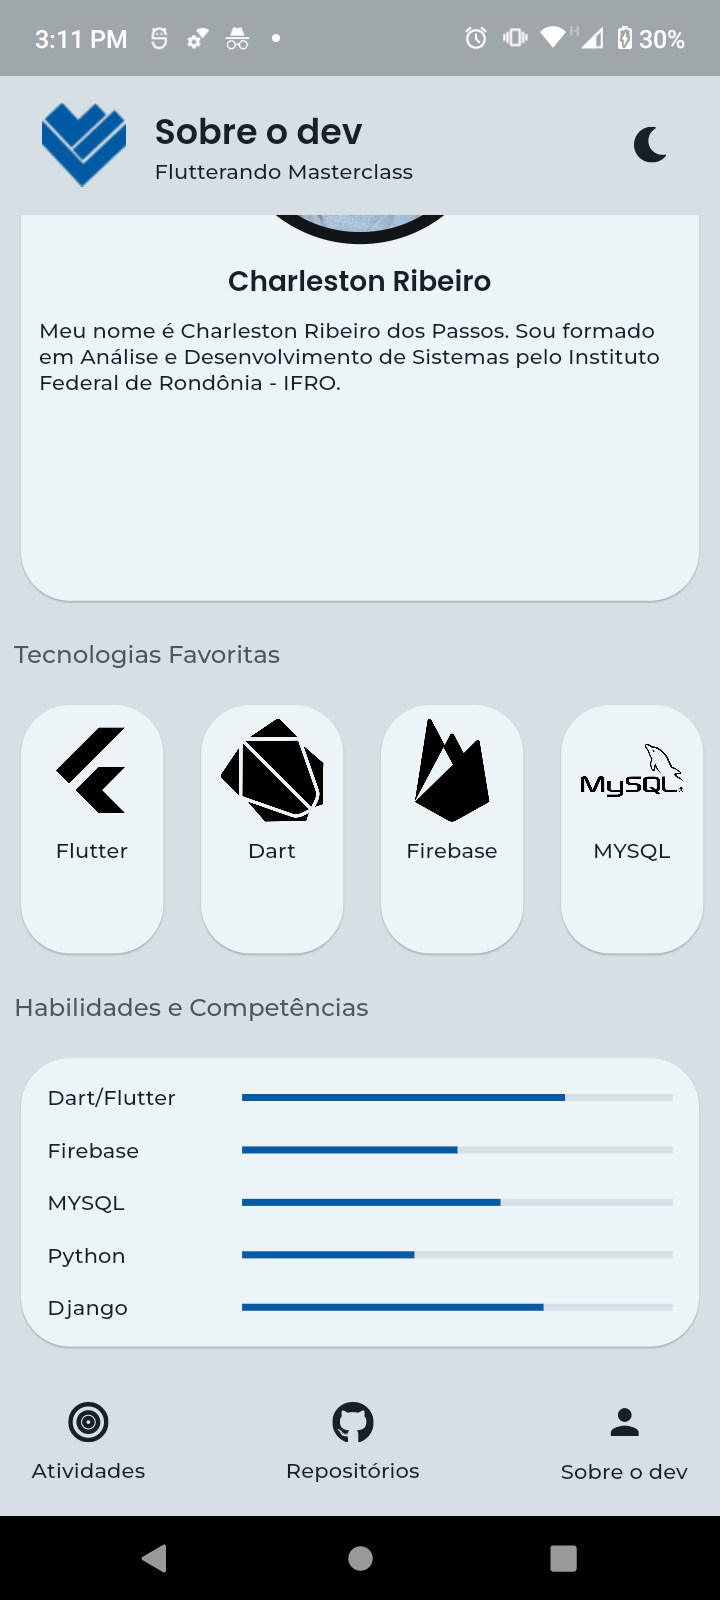 3:11 PM H 30%
Sobre o dev
Flutterando Masterclass
Charleston Ribeiro
Meu nome é Charleston Ribeiro dos Passos. Sou formado
em Análise e Desenvolvimento de Sistemas pelo Instituto
Federal de Rondônia - IFRO.
Tecnologias Favoritas
MySQL
Flutter Dart Firebase MYSQL
Habilidades e Competências
Dart/Flutter
Firebase
MYSQL
Python
Django
Atividades Repositórios Sobre o dev